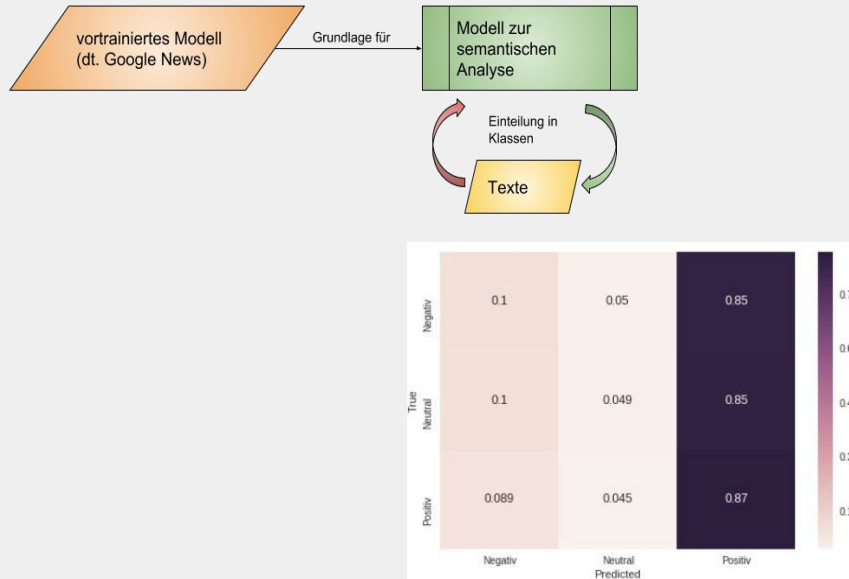 vortrainiertes Modell
(dt. Google News)
Grundlage für
Modell zur
semantischen
Analyse
Einteilung in
Klassen
Texte
True
Negativ
0.1
0.05
0.85
Neutral
0.1
0.049
0.85
Positiv
0.089
0.045
0.87
Negativ
Neutral
Positiv
Predicted